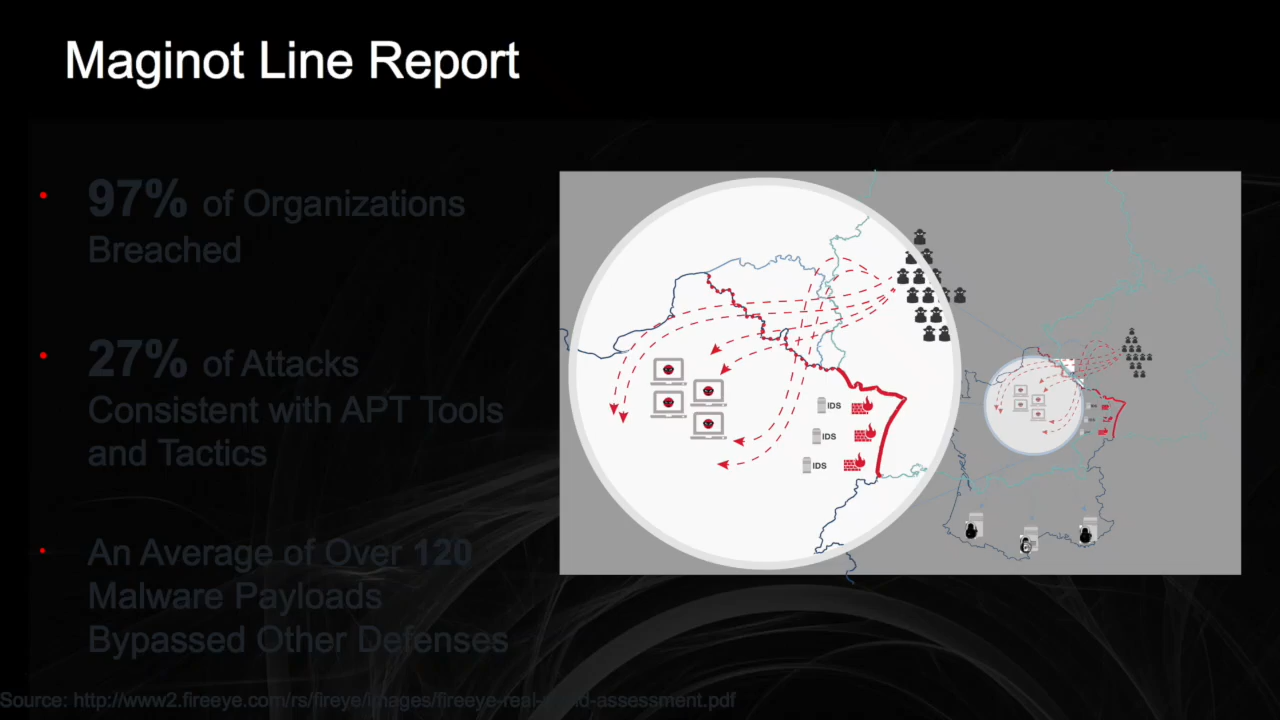 Maginot Line Report
97% of Organizations
Breached
27% of Attacks
Consistent with APT Tools
and Tactics
An Average of Over 120
Malware Payloads
Bypassed Other Defenses
IDS
IDS
IDS
Source: http://www2.fireeye.com/rs/fireye/images/fireeye-real-world-assessment.pdf